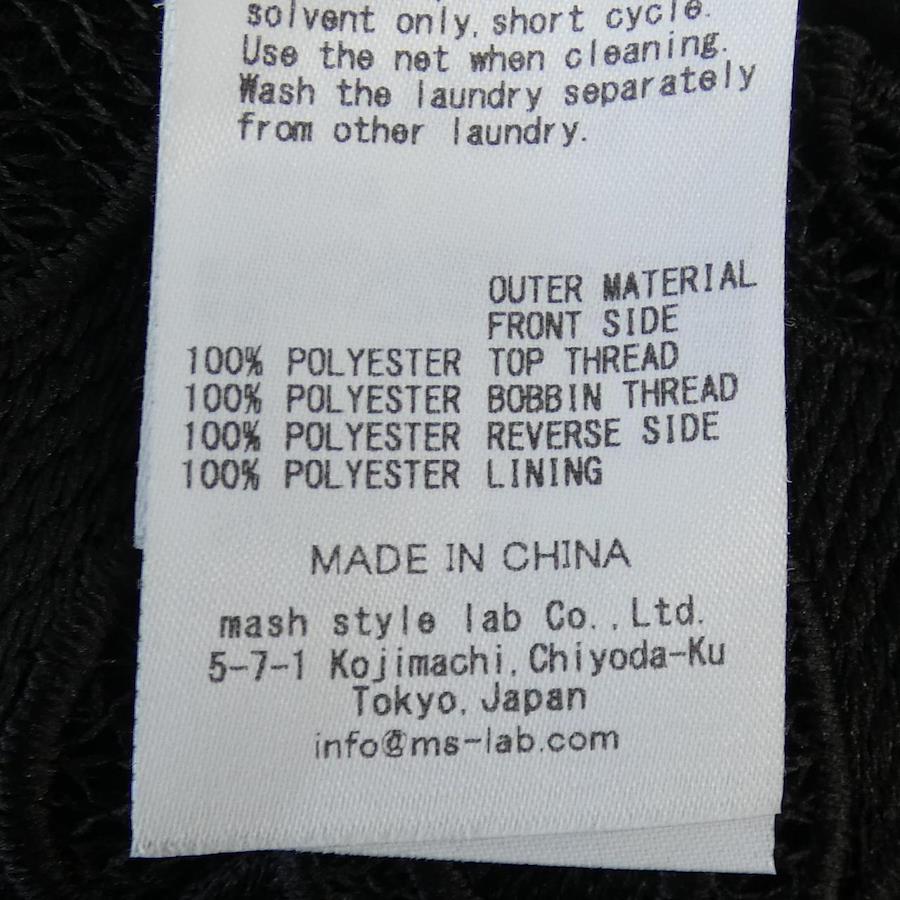 solvent only, short cycle.
Use the net when cleaning.
Wash the laundry separately
from other laundry.
OUTER MATERIAL
FRONT SIDE
100% POLYESTER TOP THREAD
100% POLYESTER BOBBIN THREAD
100% POLYESTER REVERSE SIDE
100% POLYESTER LINING
MADE IN CHINA
mash style lab Co.,Ltd.
5-7-1 Kojimachi,Chiyoda-Ku
Tokyo, Japan
info@ms-lab.com